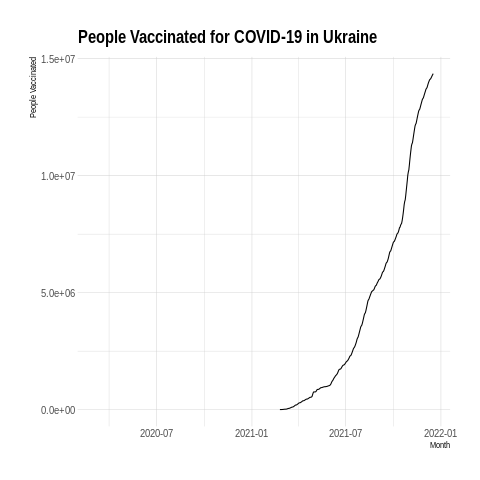 People Vaccinated for COVID-19 in Ukraine
People Vaccinated
1.5e+07
1.0e+07
5.0e+06
0.0e+00
2020-07 2021-01 2021-07 2022-01
Month